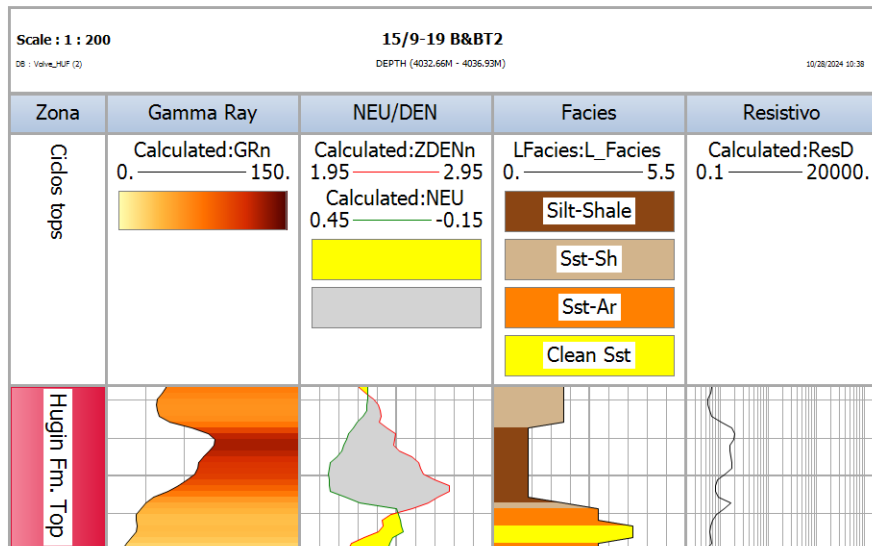 Scale : 1 : 200
15/9-19 B&BT2
DB : Volve_HUF (2)
DEPTH (4032.66M - 4036.93M)
10/28/2024 10:38
Zona
Gamma Ray
NEU/DEN
Facies
Resistivo
Ciclos tops
Calculated:GRn
0. 150.
Calculated:ZDENn
1.95 2.95
Calculated:NEU
0.45 -0.15
LFacies:L_Facies
0. 5.5
Silt-Shale
Sst-Sh
Sst-Ar
Clean Sst
Calculated:ResD
0.1 20000.
Hugin Fm. Top